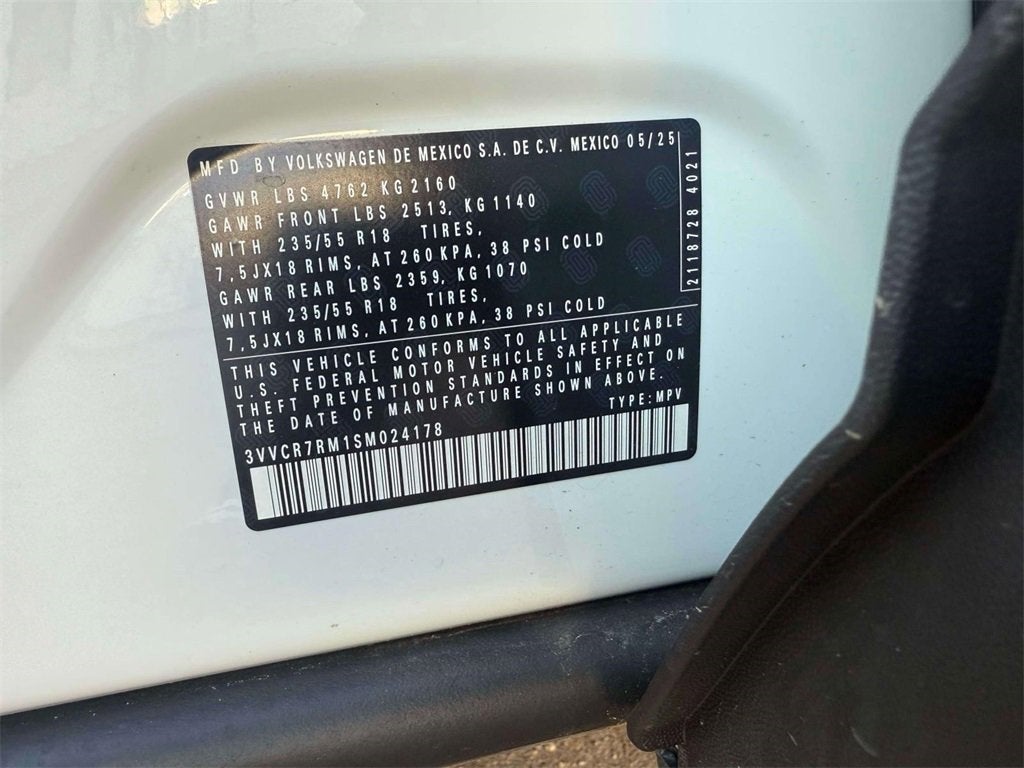 MFD BY VOLKSWAGEN DE MEXICO S.A. DE C.V. MEXICO 05/25
GVWR LBS 4762 KG 2160
GAWR FRONT LBS 2513, KG 1140
WITH 235/55 R18 TIRES,
7,5JX18 RIMS, AT 260 KPA, 38 PSI COLD
GAWR REAR LBS 2359, KG 1070
WITH 235/55 R18 TIRES,
7,5JX18 RIMS, AT 260 KPA, 38 PSI COLD
THIS VEHICLE CONFORMS TO ALL APPLICABLE
U.S. FEDERAL MOTOR VEHICLE SAFETY AND
THEFT PREVENTION STANDARDS IN EFFECT ON
THE DATE OF MANUFACTURE SHOWN ABOVE.
TYPE: MPV
3VVCR7RM1SM024178
2118728 4021